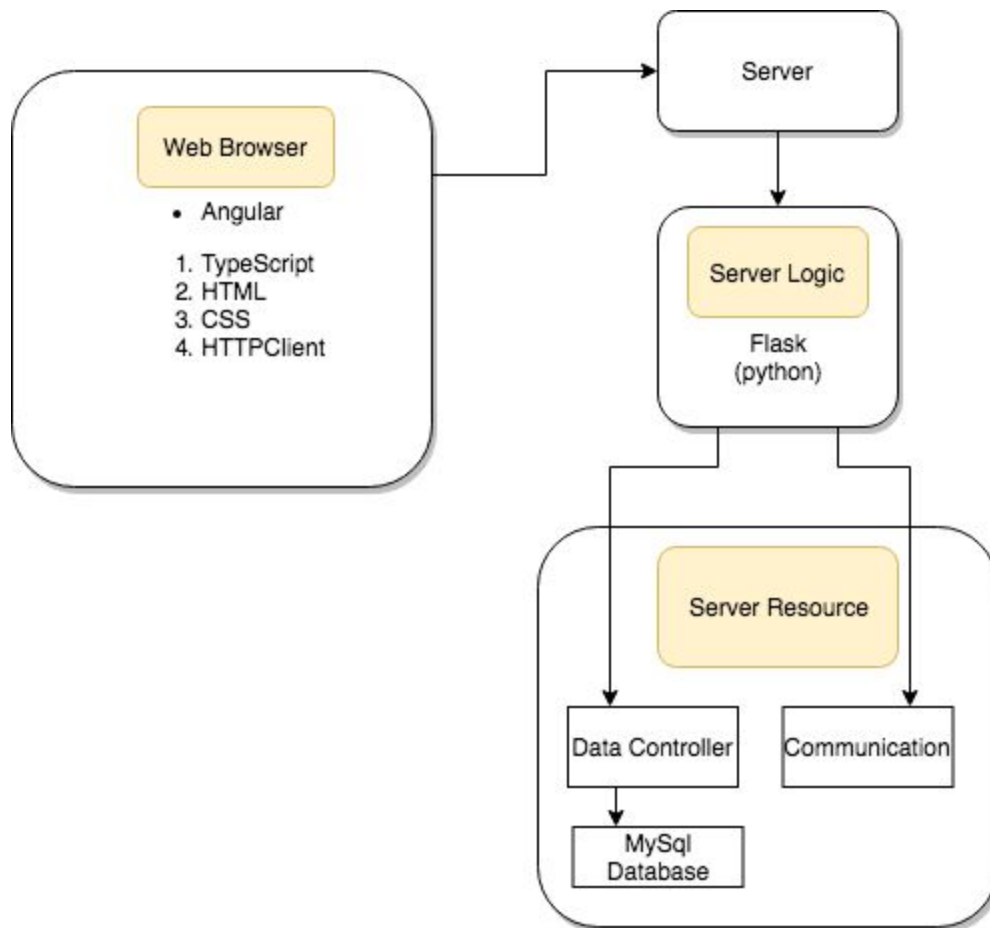 Server
Web Browser
• Angular
1. TypeScript
2. HTML
3. CSS
4. HTTPClient
Server Logic
Flask
(python)
Server Resource
Data Controller
Communication
MySql
Database